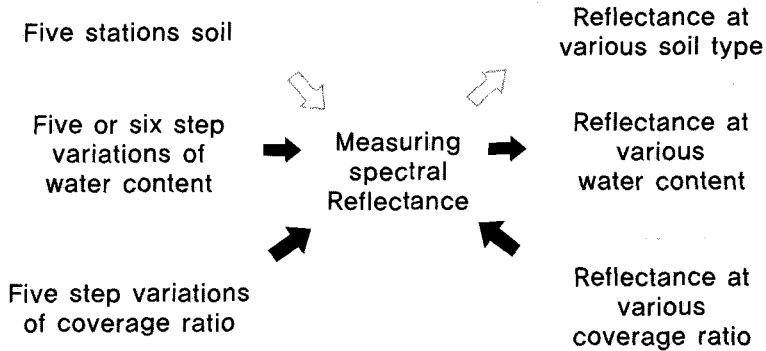 Five stations soil
Five or six step
variations of
water content
Five step variations
of coverage ratio
Measuring
spectral
Reflectance
Reflectance at
various soil type
Reflectance at
various
water content
Reflectance at
various
coverage ratio